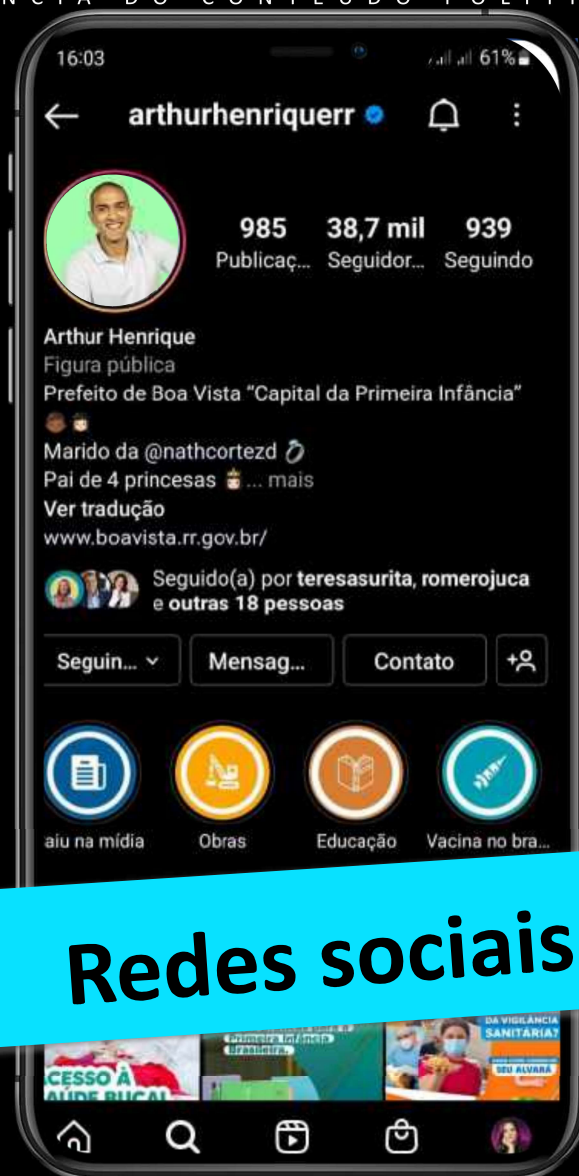 DO CONTEÚDO
16:03
61%
arthurhenriquerr
985 38,7 mil 939
Publicaç... Seguidor... Seguindo
Arthur Henrique
Figura pública
Prefeito de Boa Vista “Capital da Primeira Infância”
Marido da @nathcortezd
Pai de 4 princesas ... mais
Ver tradução
www.boavista.rr.gov.br/
Seguido(a) por teresasurita, romerojuca
e outras 18 pessoas
Seguin... Mensag... Contato
aiu na mídia Obras Educação Vacina no bra...
Redes sociais
Primeira Infância
Brasileira.
DA VIGILÂNCIA
SANITÁRIA?
SEU ALVARÁ
CESSO À
AÚDE BUCAL